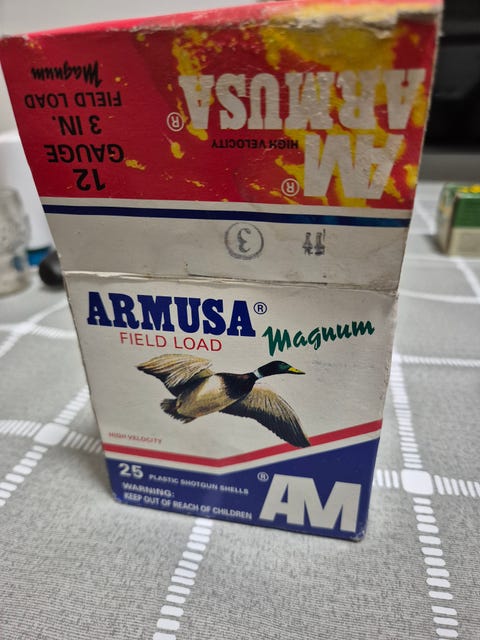 12
GAUGE
3 IN.
FIELD LOAD
Magnum
AM®
HIGH VELOCITY
ARMUSA®
ARMUSA
3
ARMUSA®
FIELD LOAD
Magnum
HIGH VELOCITY
25 PLASTIC SHOTGUN SHELLS
WARNING:
KEEP OUT OF REACH OF CHILDREN
®AM